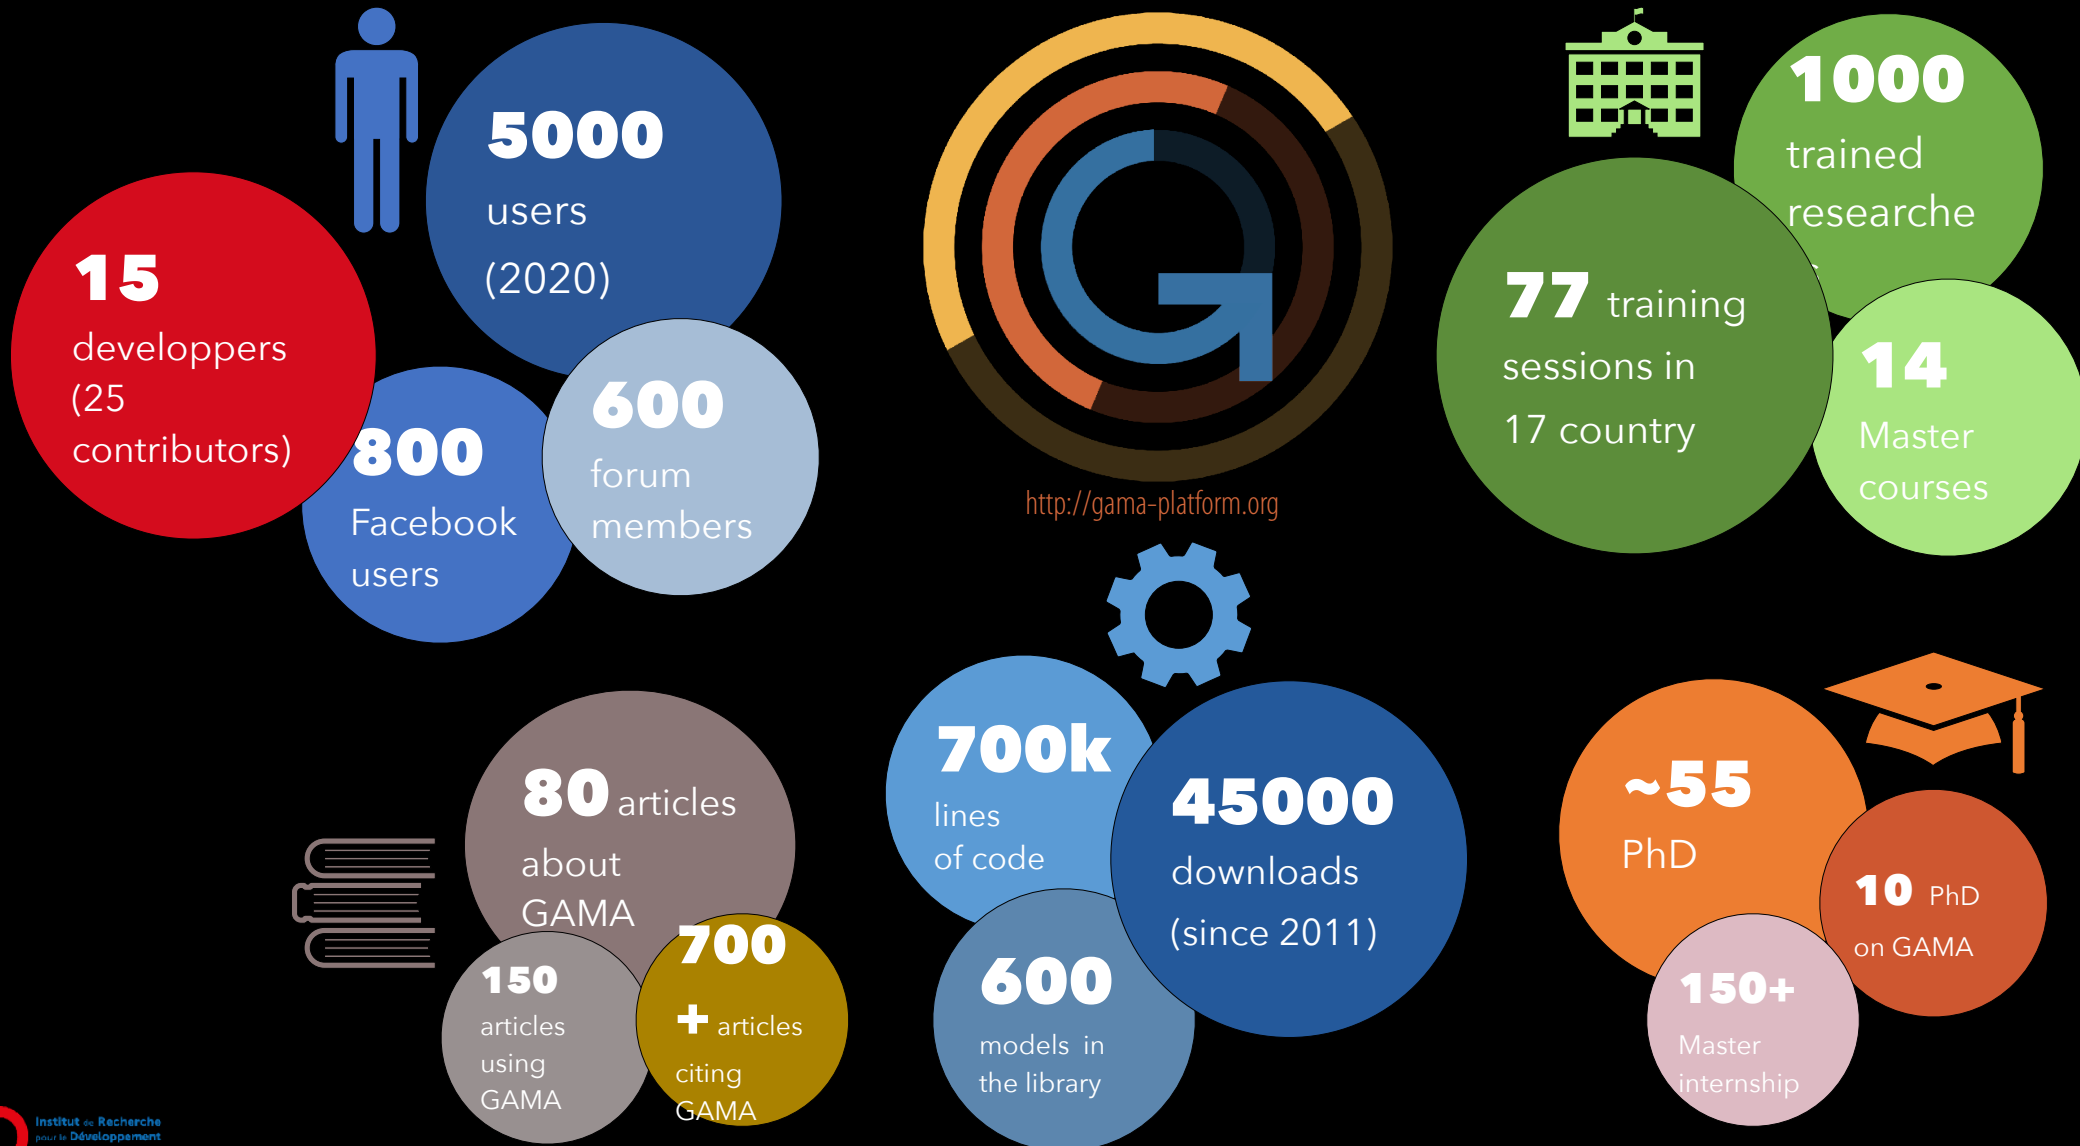 5000
users
(2020)
15
developpers
(25
contributors)
800
Facebook
users
600
forum
members
http://gama-platform.org
1000
trained
researche
77 training
sessions in
17 country
14
Master
courses
80 articles
about
GAMA
150
articles
using
GAMA
700
+ articles
citing
GAMA
700k
lines
of code
45000
downloads
(since 2011)
600
models in
the library
~55
PhD
10 PhD
on GAMA
150+
Master
internship
Institut de Recherche
pour le Développement